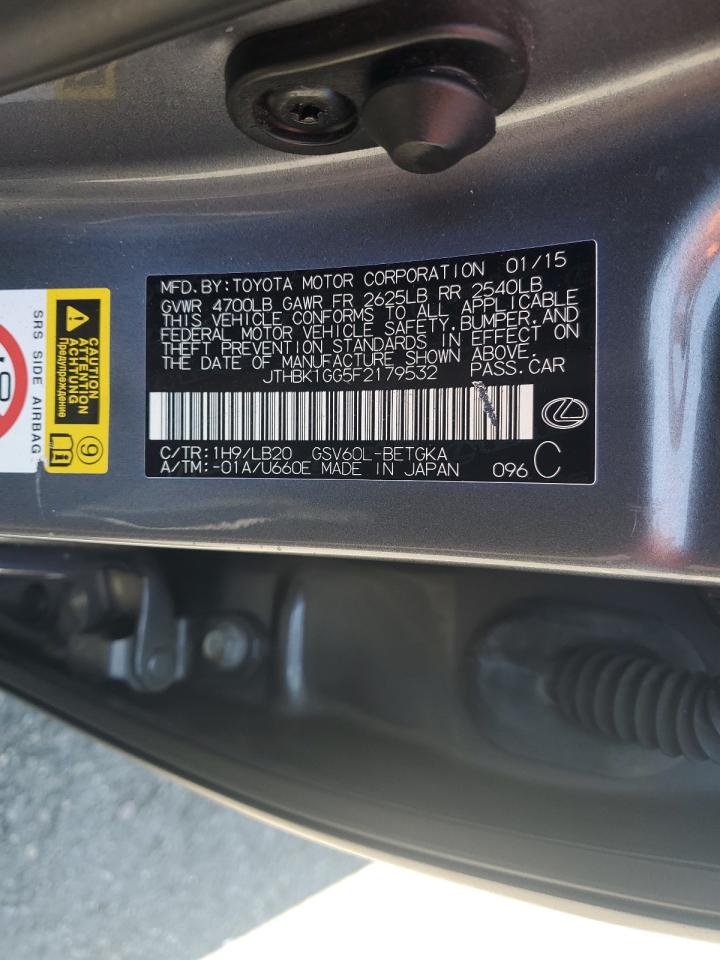 MFD. BY: TOYOTA MOTOR CORPORATION 01/15
GVWR 4700LB GAWR FR 2625LB RR 2540LB
THIS VEHICLE CONFORMS TO ALL APPLICABLE
FEDERAL MOTOR VEHICLE SAFETY, BUMPER, AND
THEFT PREVENTION STANDARDS IN EFFECT ON
THE DATE OF MANUFACTURE SHOWN ABOVE.
JTHBK1GG5F2179532 PASS. CAR
C/TR: 1H9/LB20 GSV60L-BETGKA
A/TM: -01A/U660E MADE IN JAPAN 096 C
CAUTION
ACHTUNG
Предупреждение
SRS SIDE AIRBAG
9